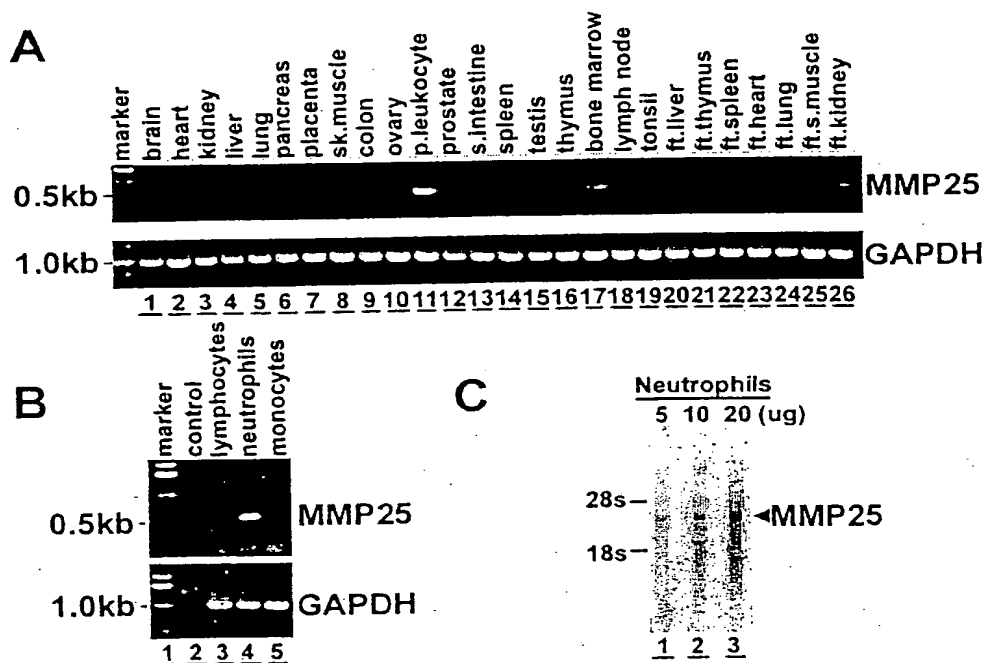 A
marker
brain
heart
kidney
liver
lung
pancreas
placenta
sk.muscle
colon
ovary
p.leukocyte
prostate
s.intestine
spleen
testis
thymus
bone marrow
lymph node
tonsil
ft.liver
ft.thymus
ft.spleen
ft.heart
ft.lung
ft.s.muscle
ft.kidney
0.5kb
MMP25
1.0kb
GAPDH
1 2 3 4 5 6 7 8 9 10 11 12 13 14 15 16 17 18 19 20 21 22 23 24 25 26
B
marker
control
lymphocytes
neutrophils
monocytes
0.5kb
MMP25
1.0kb
GAPDH
1 2 3 4 5
C
Neutrophils
5 10 20 (ug)
28s
MMP25
18s
1 2 3